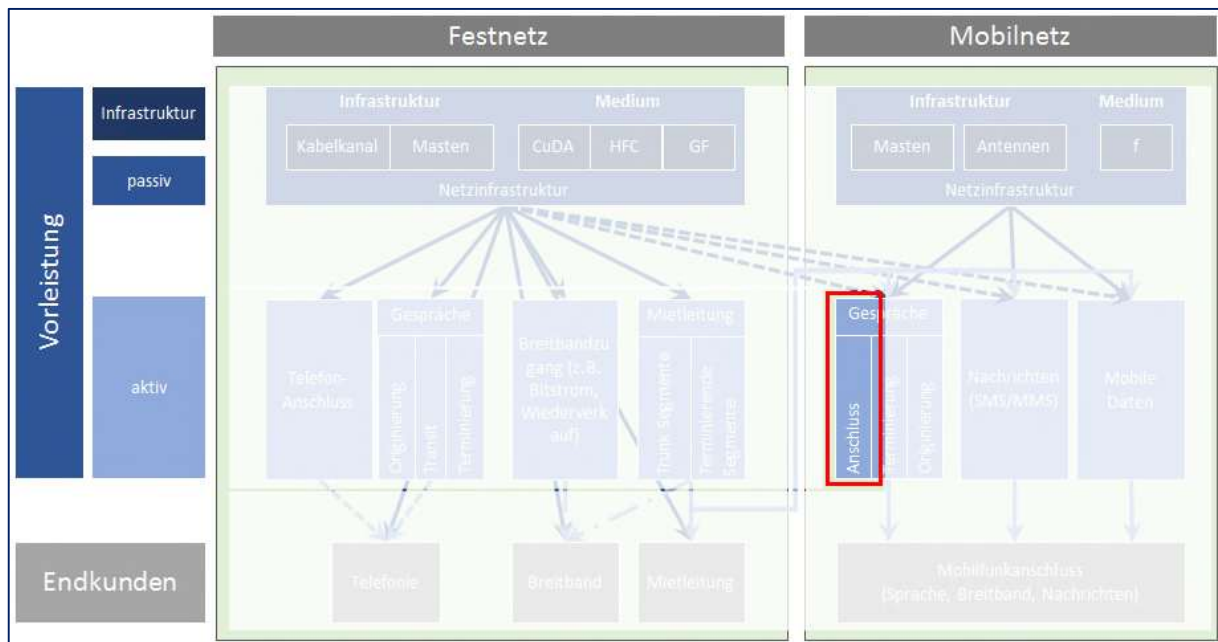 Festnetz
Mobilnetz
Vorleistung
Infrastruktur
passiv
aktiv
Endkunden
Infrastruktur
Medium
Kabelkanal
Masten
CuDA
HFC
GF
Netzinfrastruktur
Infrastruktur
Medium
Masten
Antennen
f
Netzinfrastruktur
Telefon-
Anschluss
Gespräche
Originierung
Transit
Terminierung
Breitbandzu
gang (z.B.
Bitstrom,
Wiederverk
auf)
Mietleitung
Trunk Segmente
Terminierende
Segmente
Gespräche
Anschluss
Terminierung
Originierung
Nachrichten
(SMS/MMS)
Mobile
Daten
Telefonie
Breitband
Mietleitung
Mobilfunkanschluss
(Sprache, Breitband, Nachrichten)